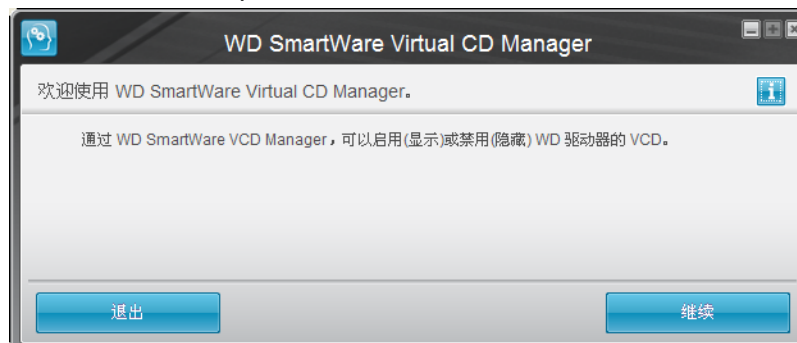 WD SmartWare Virtual CD Manager
欢迎使用 WD SmartWare Virtual CD Manager。
通过 WD SmartWare VCD Manager，可以启用(显示)或禁用(隐藏) WD 驱动器的 VCD。
退出
继续